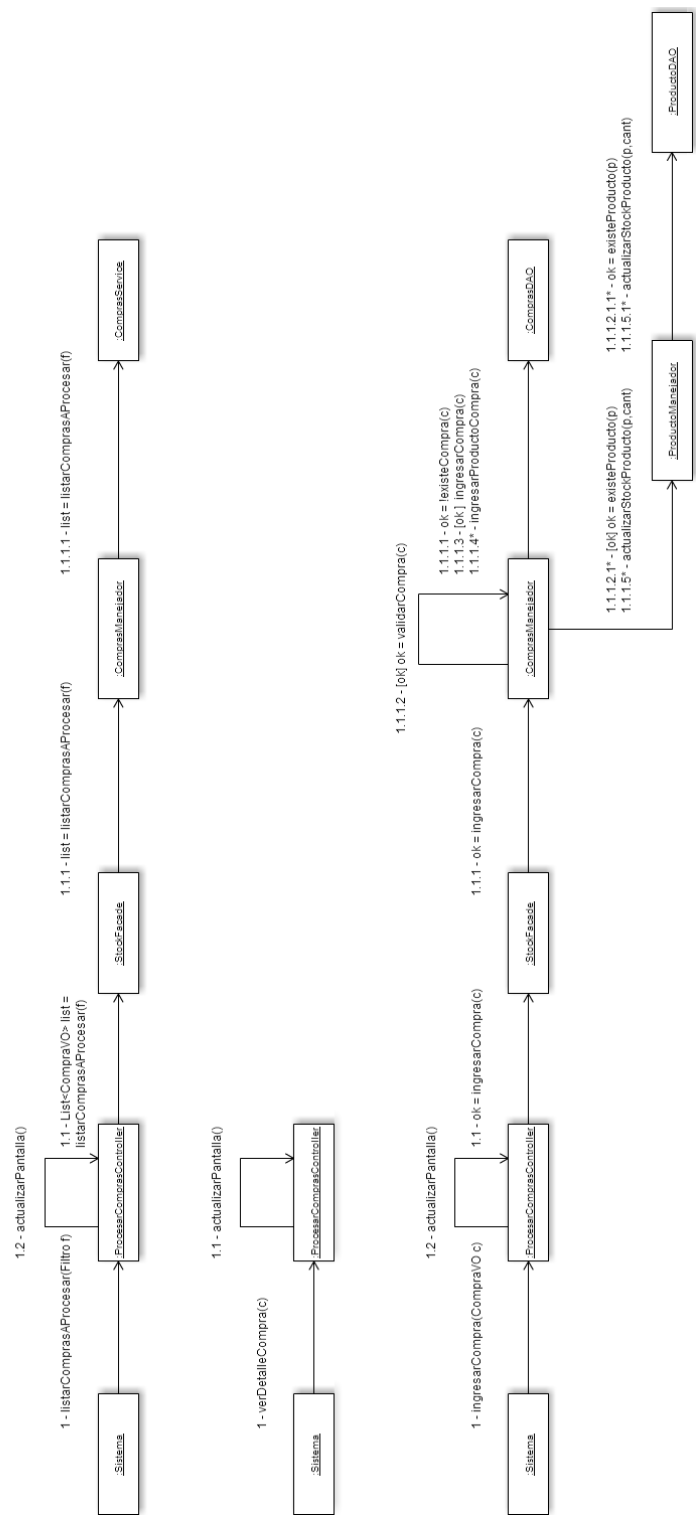 1 - listarComprasAProcesar(Filtro f)
1.2 - actualizarPantalla()
1.1 - List<CompraVO> list =
listarComprasAProcesar(f)
1.1.1 - list = listarComprasAProcesar(f)
1.1.1.1 - list = listarComprasAProcesar(f)
:Sistema
:ProcesarComprasController
:StockFacade
:ComprasManejador
:ComprasService
1 - verDetalleCompra(c)
1.1 - actualizarPantalla()
:Sistema
:ProcesarComprasController
1 - ingresarCompra(CompraVO c)
1.2 - actualizarPantalla()
1.1 - ok = ingresarCompra(c)
1.1.1 - ok = ingresarCompra(c)
1.1.1.2 - [ok] ok = validarCompra(c)
1.1.1.1 - ok = !existeCompra(c)
1.1.1.3 - [ok ] ingresarCompra(c)
1.1.1.4* - ingresarProductoCompra(c)
:Sistema
:ProcesarComprasController
:StockFacade
:ComprasManejador
:ComprasDAO
1.1.1.2.1* - [ok] ok = existeProducto(p)
1.1.1.5* - actualizarStockProducto(p,cant)
1.1.1.2.1.1* - ok = existeProducto(p)
1.1.1.5.1* - actualizarStockProducto(p,cant)
:ProductoManejador
:ProductoDAO